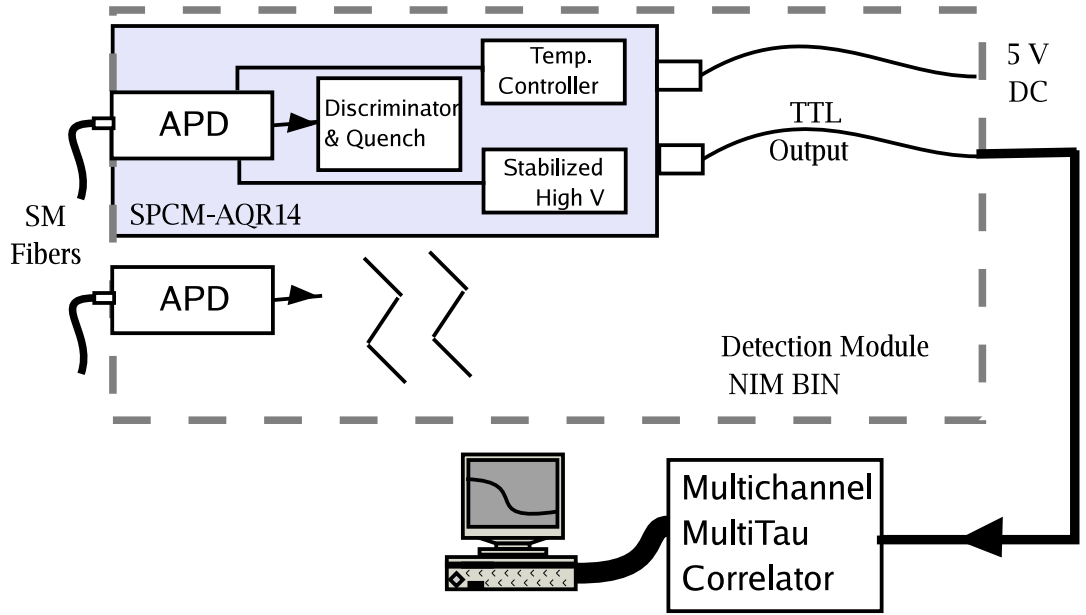 Temp.
Controller
5 V
DC
APD
Discriminator
& Quench
TTL
Output
Stabilized
High V
SPCM-AQR14
SM
Fibers
APD
Detection Module
NIM BIN
Multichannel
MultiTau
Correlator